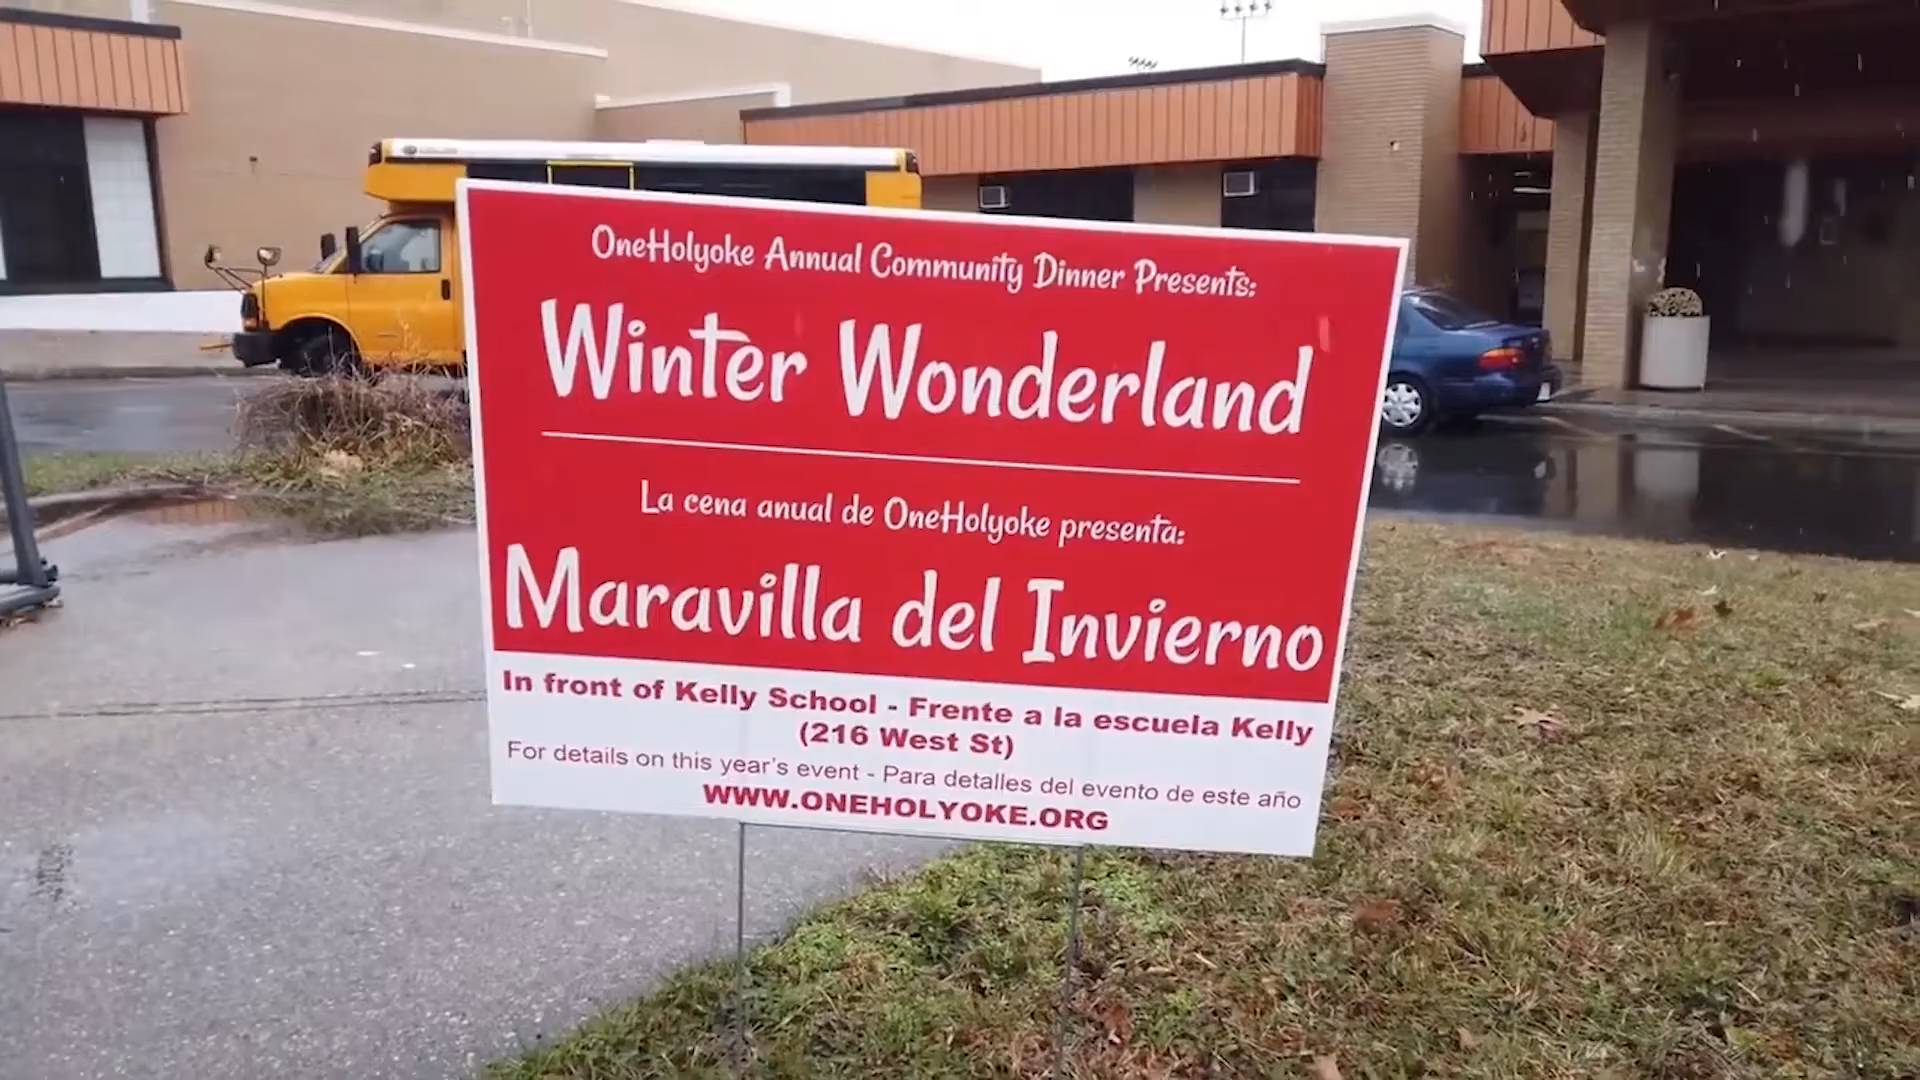 OneHolyoke Annual Community Dinner Presents:
Winter Wonderland
La cena anual de OneHolyoke presenta:
Maravilla del Invierno
In front of Kelly School - Frente a la escuela Kelly
(216 West St)
For details on this year's event - Para detalles del evento de este año
WWW.ONEHOLYOKE.ORG